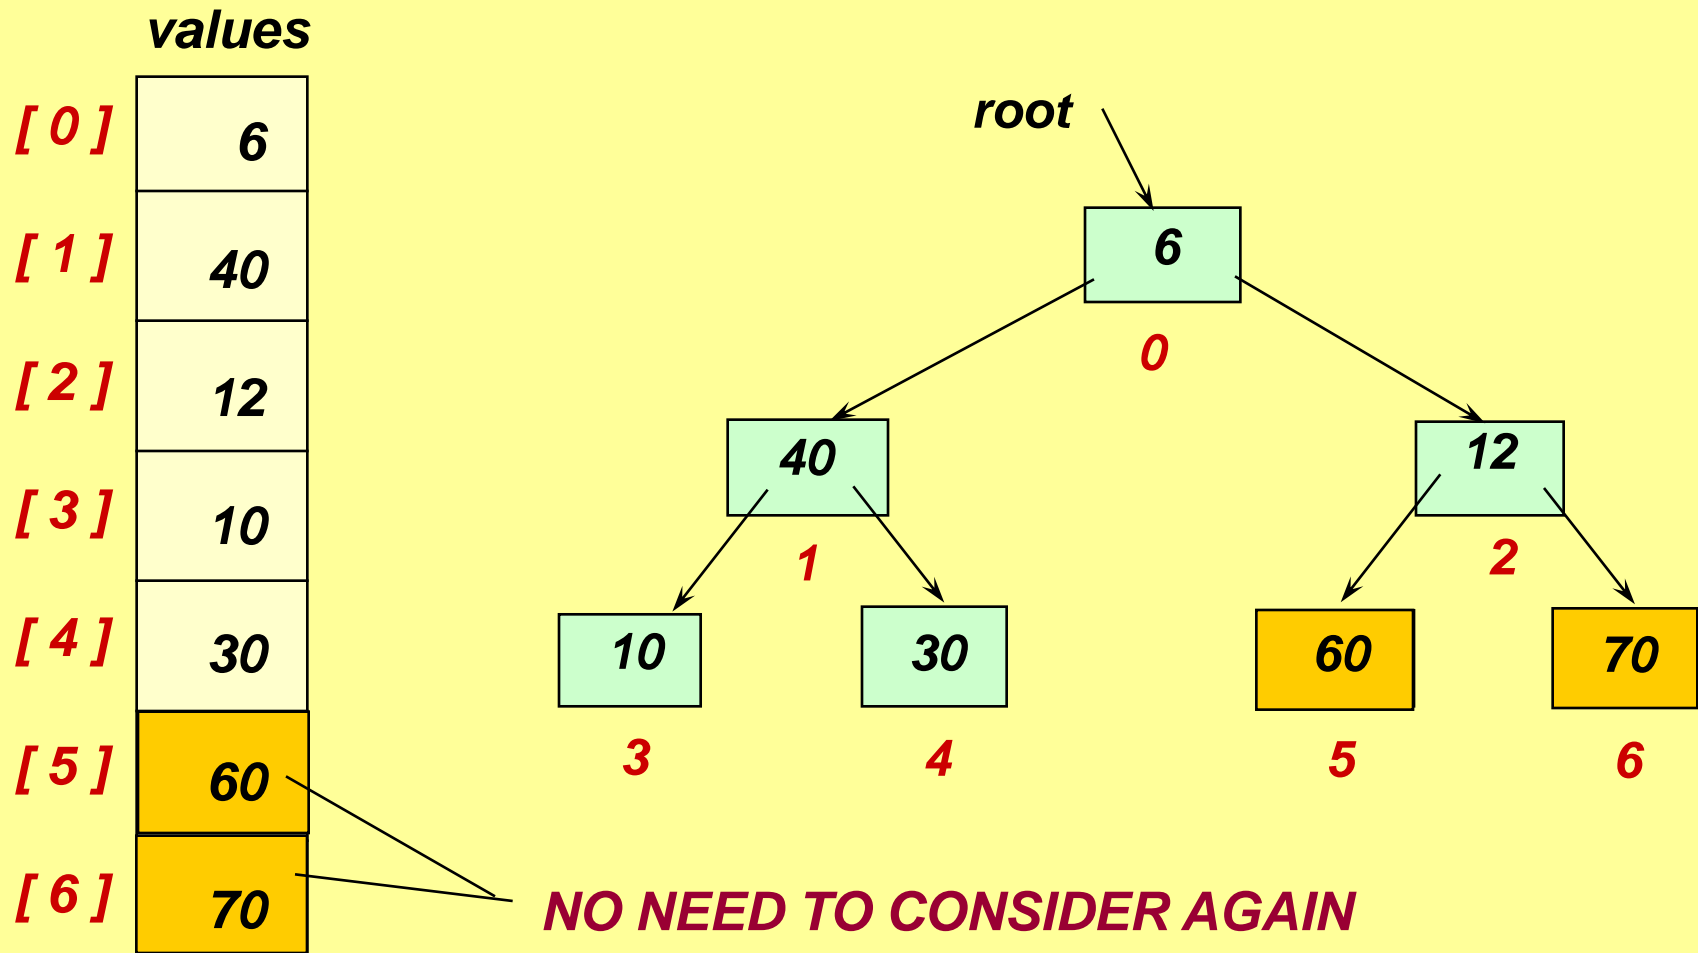 values
[ 0 ] 6
[ 1 ] 40
[ 2 ] 12
[ 3 ] 10
[ 4 ] 30
[ 5 ] 60
[ 6 ] 70
root
6
0
40 12
1 2
10 30 60 70
3 4 5 6
NO NEED TO CONSIDER AGAIN